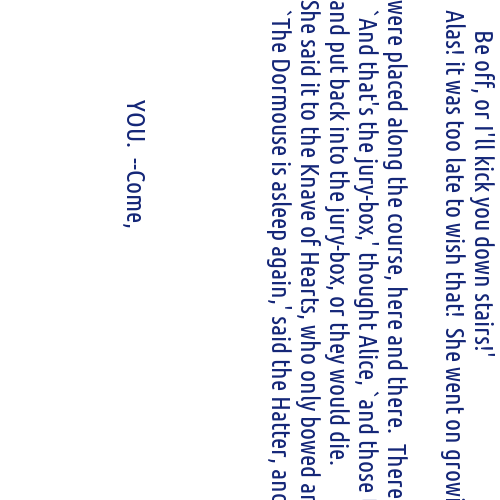 Be off, or I'll kick you down stairs!'
Alas! it was too late to wish that!  She went on growi
were placed along the course, here and there.  There
`And that's the jury-box,' thought Alice, `and those
and put back into the jury-box, or they would die.
She said it to the Knave of Hearts, who only bowed a
`The Dormouse is asleep again,' said the Hatter, and
YOU.  --Come,